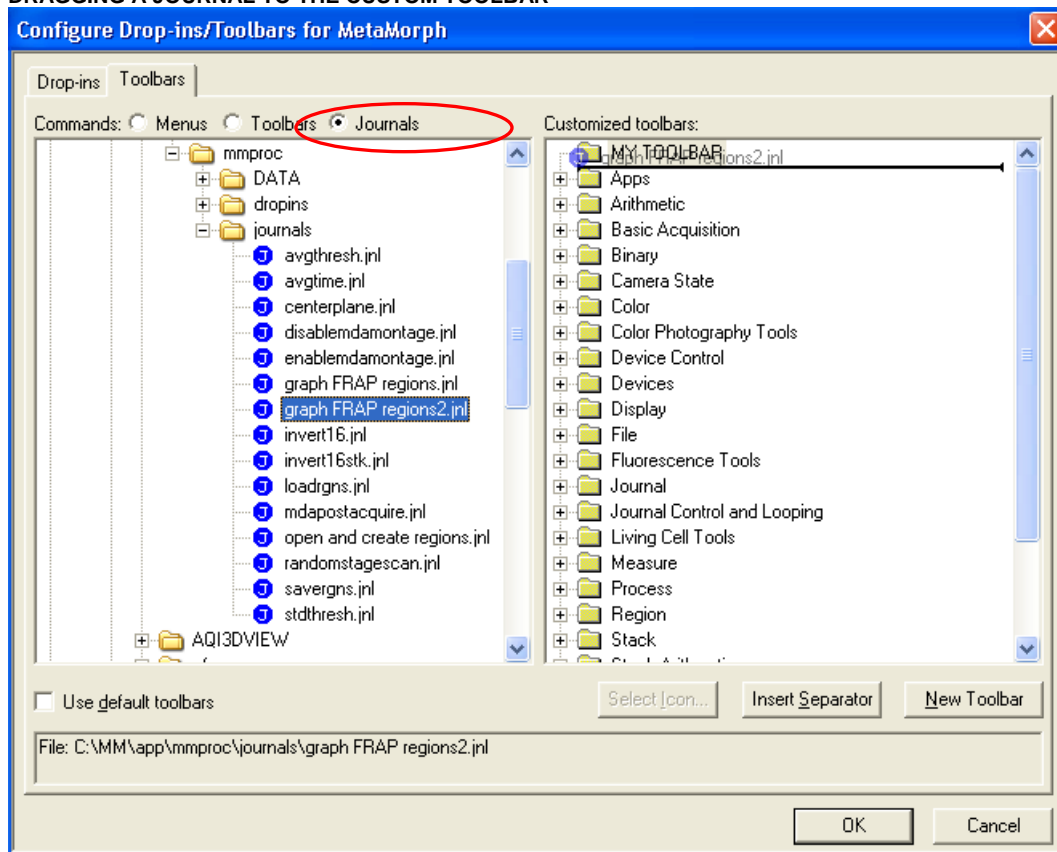 DRAGGING A JOURNAL TO THE CUSTOM TOOLBAR
Configure Drop-ins/Toolbars for MetaMorph
Drop-ins Toolbars
Commands: Menus Toolbars Journals
mmproc
DATA
dropins
journals
avgthresh.jnl
avgtime.jnl
centerplane.jnl
disablemdamontage.jnl
enablemdamontage.jnl
graph FRAP regions.jnl
graph FRAP regions2.jnl
invert16.jnl
invert16stk.jnl
loadrgns.jnl
mdapostacquire.jnl
open and create regions.jnl
randomstagescan.jnl
savergns.jnl
stdthresh.jnl
AQI3DVIEW
Customized toolbars:
MY TOOLBAR
graph FRAP regions2.jnl
Apps
Arithmetic
Basic Acquisition
Binary
Camera State
Color
Color Photography Tools
Device Control
Devices
Display
File
Fluorescence Tools
Journal
Journal Control and Looping
Living Cell Tools
Measure
Process
Region
Stack
Use default toolbars
Select Icon... Insert Separator New Toolbar
File: C:\MM\app\mmproc\journals\graph FRAP regions2.jnl
OK Cancel